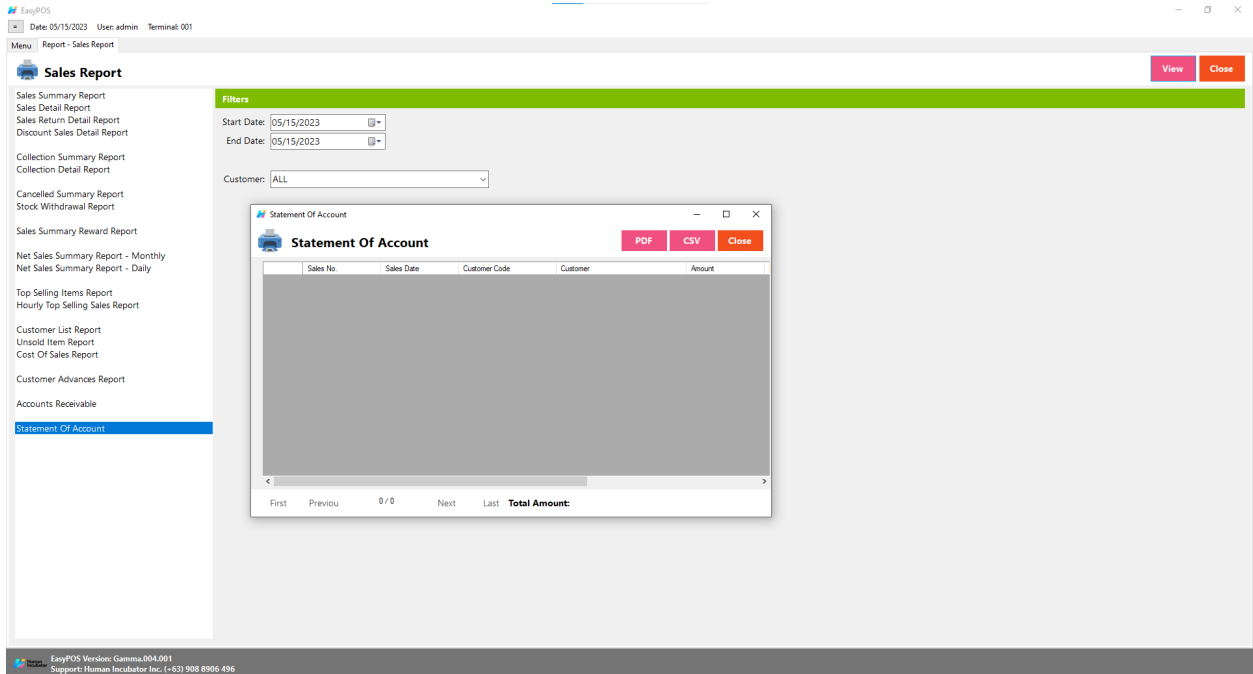 EasyPOS
Date: 05/15/2023 User: admin Terminal: 001
Menu Report - Sales Report
Sales Report
View Close
Sales Summary Report
Sales Detail Report
Sales Return Detail Report
Discount Sales Detail Report
Collection Summary Report
Collection Detail Report
Cancelled Summary Report
Stock Withdrawal Report
Sales Summary Reward Report
Net Sales Summary Report - Monthly
Net Sales Summary Report - Daily
Top Selling Items Report
Hourly Top Selling Sales Report
Customer List Report
Unsold Item Report
Cost Of Sales Report
Customer Advances Report
Accounts Receivable
Statement Of Account
Filters
Start Date: 05/15/2023
End Date: 05/15/2023
Customer: ALL
Statement Of Account
Statement Of Account
PDF CSV Close
Sales No. Sales Date Customer Code Customer Amount
First Previou 0 / 0 Next Last Total Amount:
Human Incubator
EasyPOS Version: Gamma.004.001
Support: Human Incubator Inc. (+63) 908 8906 496